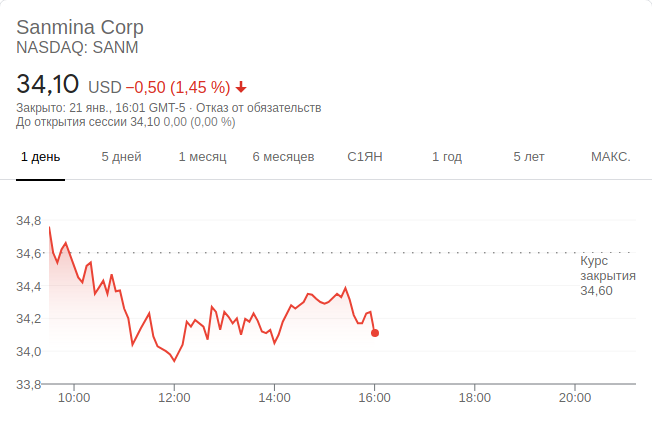 Sanmina Corp
NASDAQ: SANM
34,10 USD −0,50 (1,45 %)
Закрыто: 21 янв., 16:01 GMT-5 · Отказ от обязательств
До открытия сессии 34,10 0,00 (0,00 %)
1 день 5 дней 1 месяц 6 месяцев С1ЯН 1 год 5 лет МАКС.
34,8
34,6
Курс
закрытия
34,60
34,4
34,2
34,0
33,8
10:00 12:00 14:00 16:00 18:00 20:00